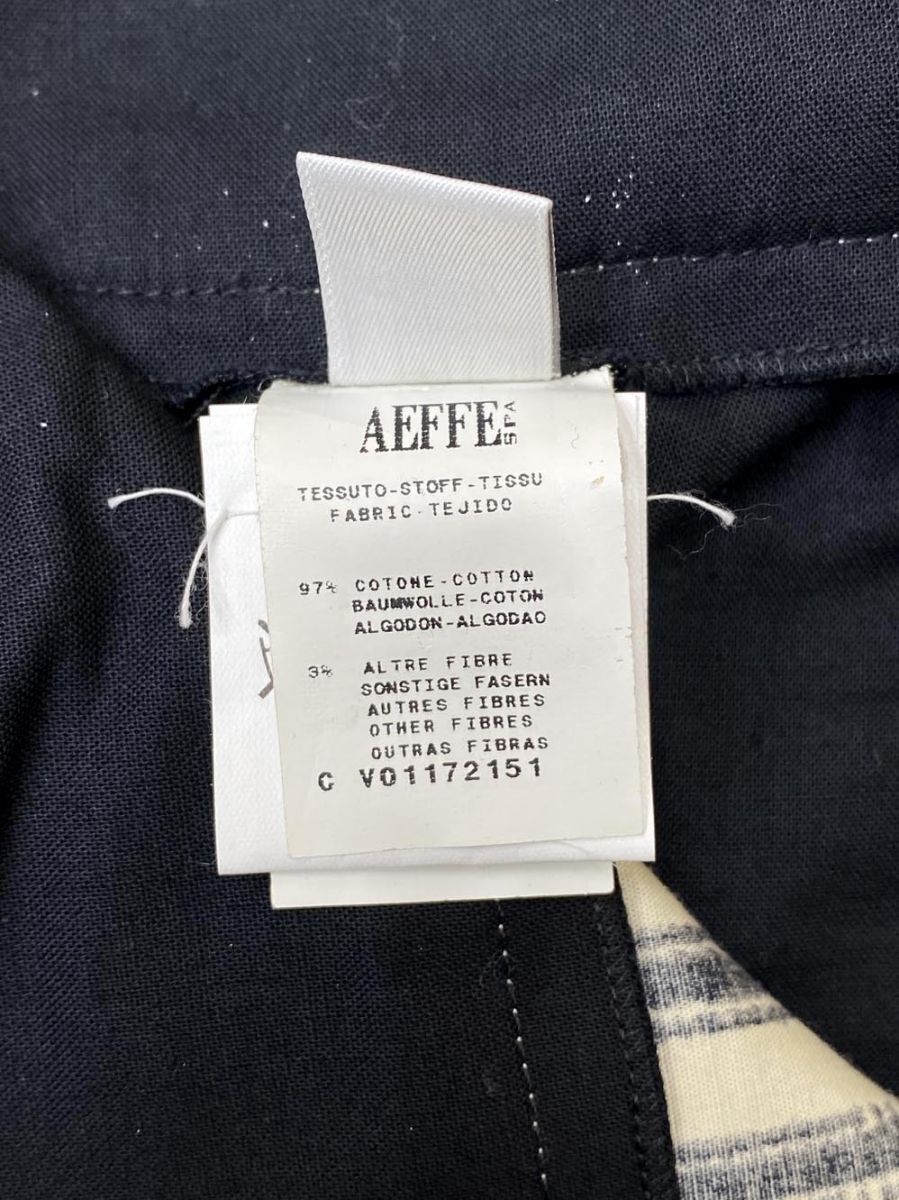 AEFFE SPA
TESSUTO-STOFF-TISSU
FABRIC-TEJIDO
97% COTONE-COTTON
BAUMWOLLE-COTON
ALGODON-ALGODAO
3% ALTRE FIBRE
SONSTIGE FASERN
AUTRES FIBRES
OTHER FIBRES
OUTRAS FIBRAS
C V01172151